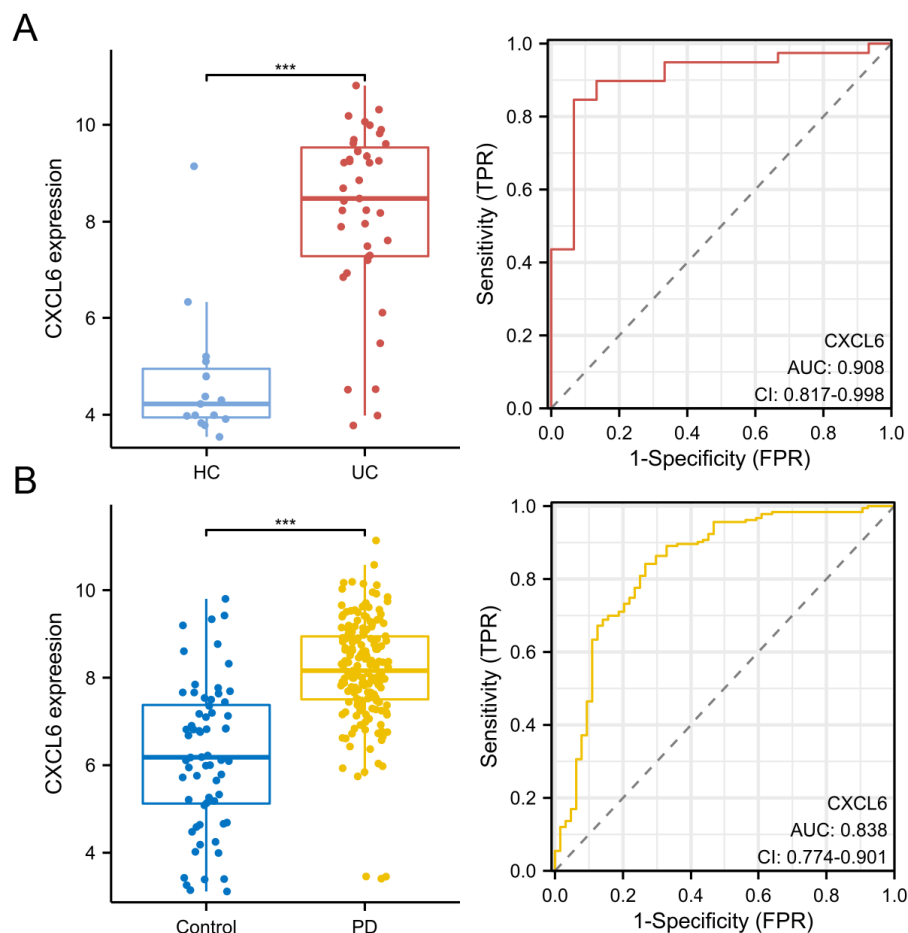 A
***
10
8
6
4
CXCL6 expression
HC
UC
1.0
0.8
0.6
0.4
0.2
0.0
Sensitivity (TPR)
CXCL6
AUC: 0.908
CI: 0.817-0.998
0.0 0.2 0.4 0.6 0.8 1.0
1-Specificity (FPR)
B
***
10
8
6
4
CXCL6 expreesion
Control
PD
1.0
0.8
0.6
0.4
0.2
0.0
Sensitivity (TPR)
CXCL6
AUC: 0.838
CI: 0.774-0.901
0.0 0.2 0.4 0.6 0.8 1.0
1-Specificity (FPR)